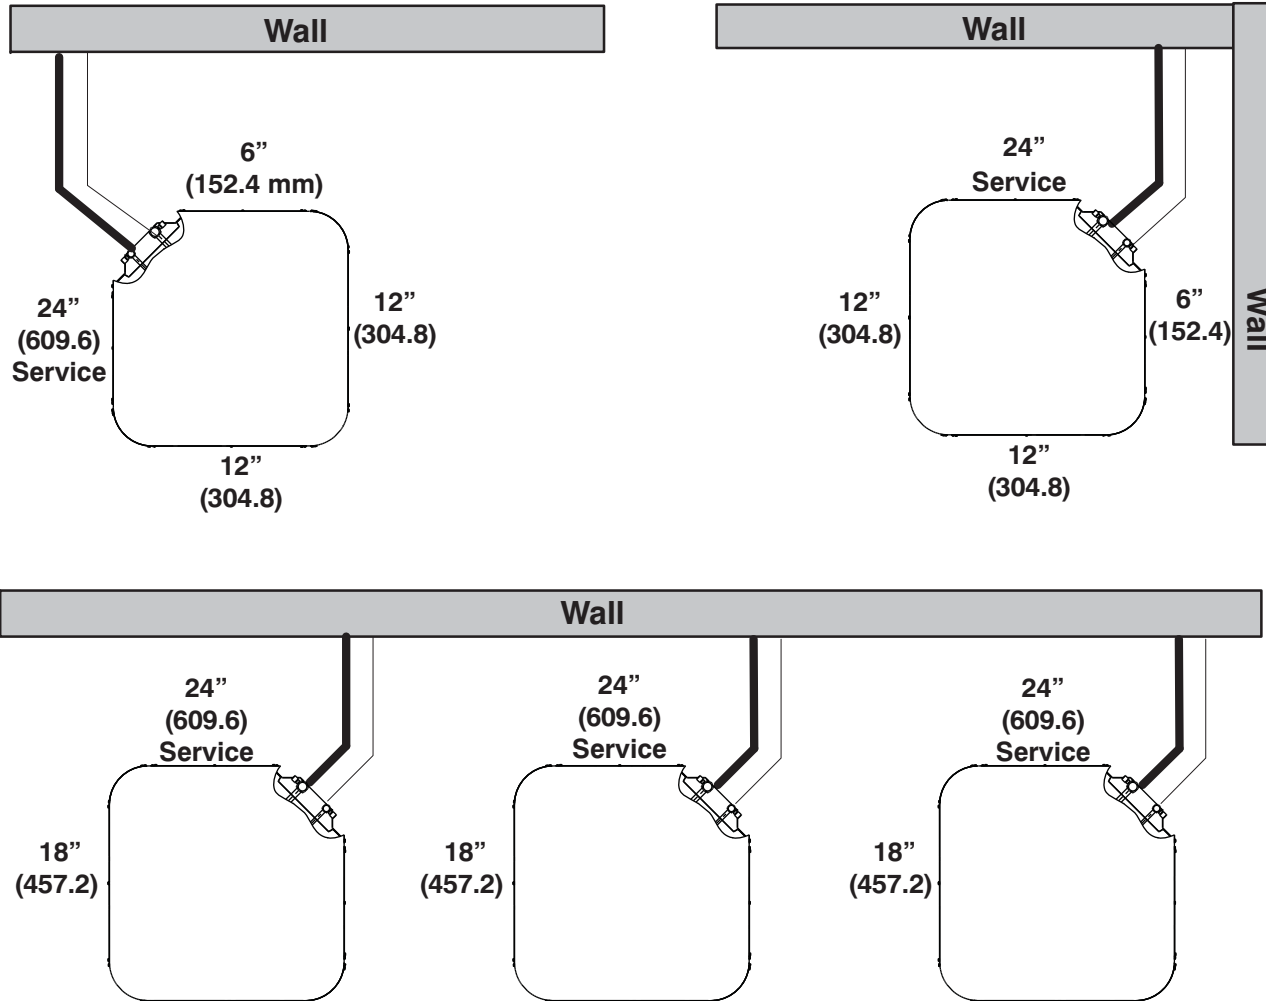 Wall
6”
(152.4 mm)
24”
(609.6)
Service
12”
(304.8)
12”
(304.8)
Wall
24”
Service
12”
(304.8)
6”
(152.4)
Wall
12”
(304.8)
Wall
24”
(609.6)
Service
18”
(457.2)
24”
(609.6)
Service
18”
(457.2)
24”
(609.6)
Service
18”
(457.2)